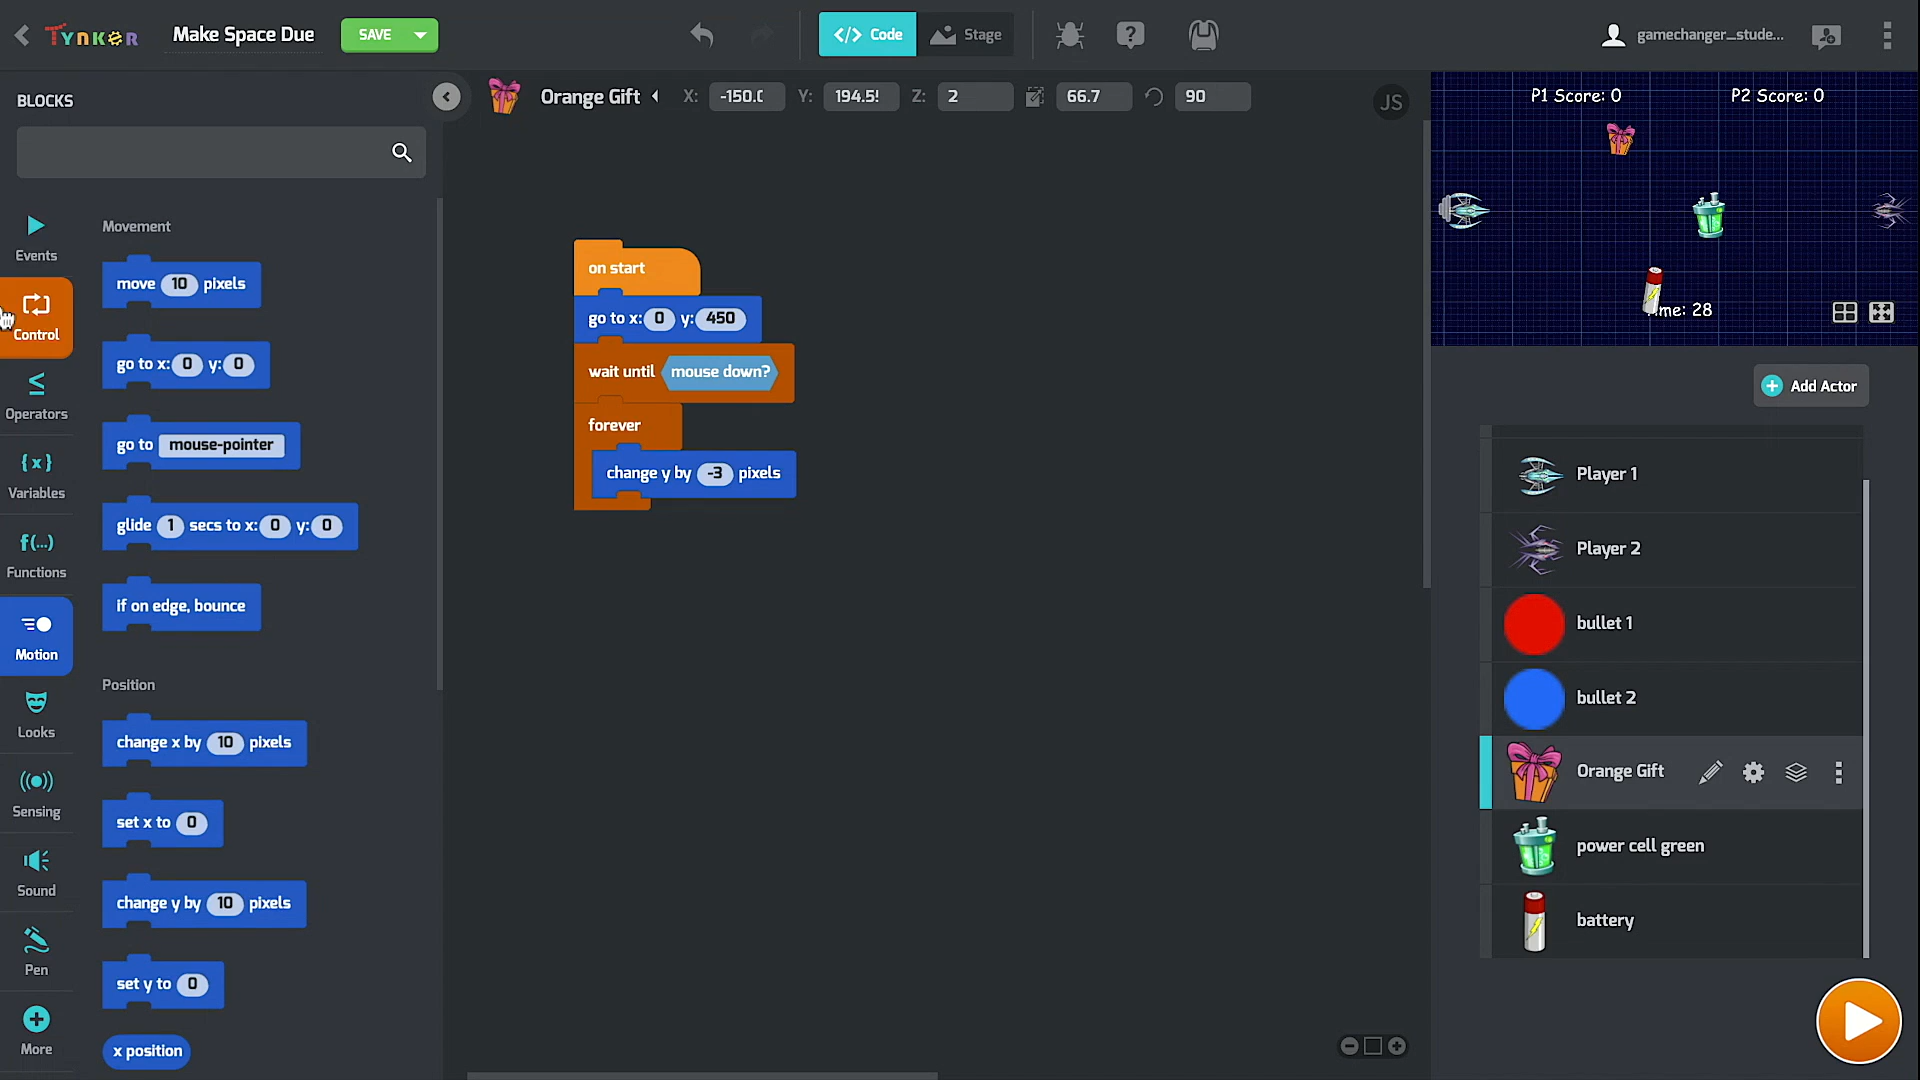 TYNKER
Make Space Due
SAVE
</> Code
Stage
gamechanger_stude...
BLOCKS
Orange Gift
X: -150.0
Y: 194.5!
Z: 2
66.7
90
JS
P1 Score: 0
P2 Score: 0
me: 28
Events
Control
Operators
Variables
Functions
Motion
Looks
Sensing
Sound
Pen
More
Movement
move 10 pixels
go to x: 0 y: 0
go to mouse-pointer
glide 1 secs to x: 0 y: 0
if on edge, bounce
Position
change x by 10 pixels
set x to 0
change y by 10 pixels
set y to 0
x position
on start
go to x: 0 y: 450
wait until mouse down?
forever
change y by -3 pixels
Add Actor
Player 1
Player 2
bullet 1
bullet 2
Orange Gift
power cell green
battery